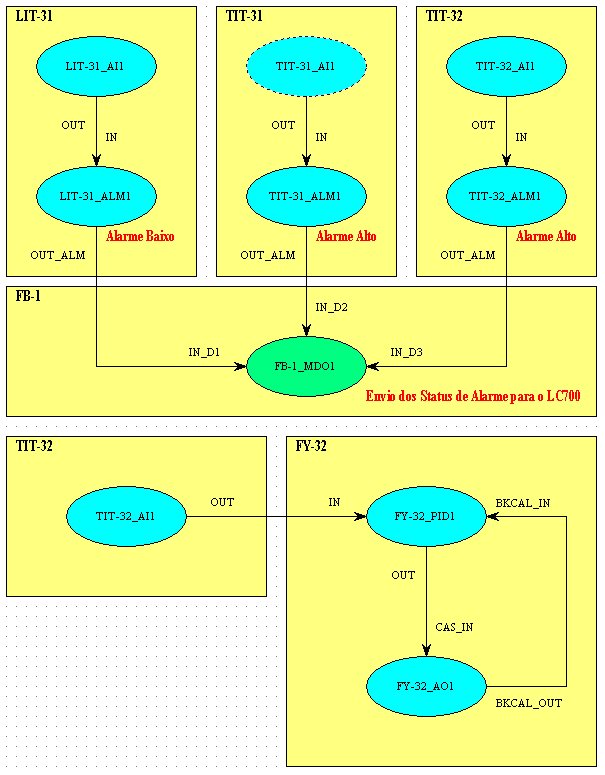 LIT-31
TIT-31
TIT-32
LIT-31_AI1
TIT-31_AI1
TIT-32_AI1
OUT
OUT
OUT
IN
IN
IN
LIT-31_ALM1
TIT-31_ALM1
TIT-32_ALM1
Alarme Baixo
Alarme Alto
Alarme Alto
OUT_ALM
OUT_ALM
OUT_ALM
FB-1
IN_D2
IN_D1
IN_D3
FB-1_MDO1
Envio dos Status de Alarme para o LC700
TIT-32
FY-32
OUT
IN
BKCAL_IN
TIT-32_AI1
FY-32_PID1
OUT
CAS_IN
FY-32_AO1
BKCAL_OUT